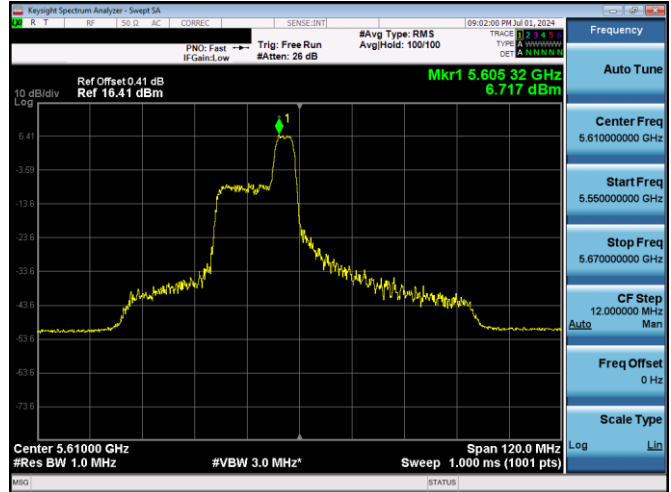 Keysight Spectrum Analyzer - Swept SA
R T RF 50 Ω AC CORREC SENSE:INT 09:02:00 PM Jul 01, 2024
Frequency
#Avg Type: RMS
TRACE 1 2 3 4 5 6
PNO: Fast Trig: Free Run Avg|Hold: 100/100
TYPE A WWWWW
IFGain:Low #Atten: 26 dB
DET A N N N N N
Auto Tune
Mkr1 5.605 32 GHz
Ref Offset 0.41 dB
10 dB/div Ref 16.41 dBm 6.717 dBm
Log
1
Center Freq
5.610000000 GHz
6.41
-3.59
Start Freq
5.550000000 GHz
-13.6
-23.6
Stop Freq
5.670000000 GHz
-33.6
CF Step
12.000000 MHz
Auto Man
-43.6
-53.6
Freq Offset
0 Hz
-63.6
-73.6
Scale Type
Log Lin
Center 5.61000 GHz Span 120.0 MHz
#Res BW 1.0 MHz #VBW 3.0 MHz* Sweep 1.000 ms (1001 pts)
MSG STATUS